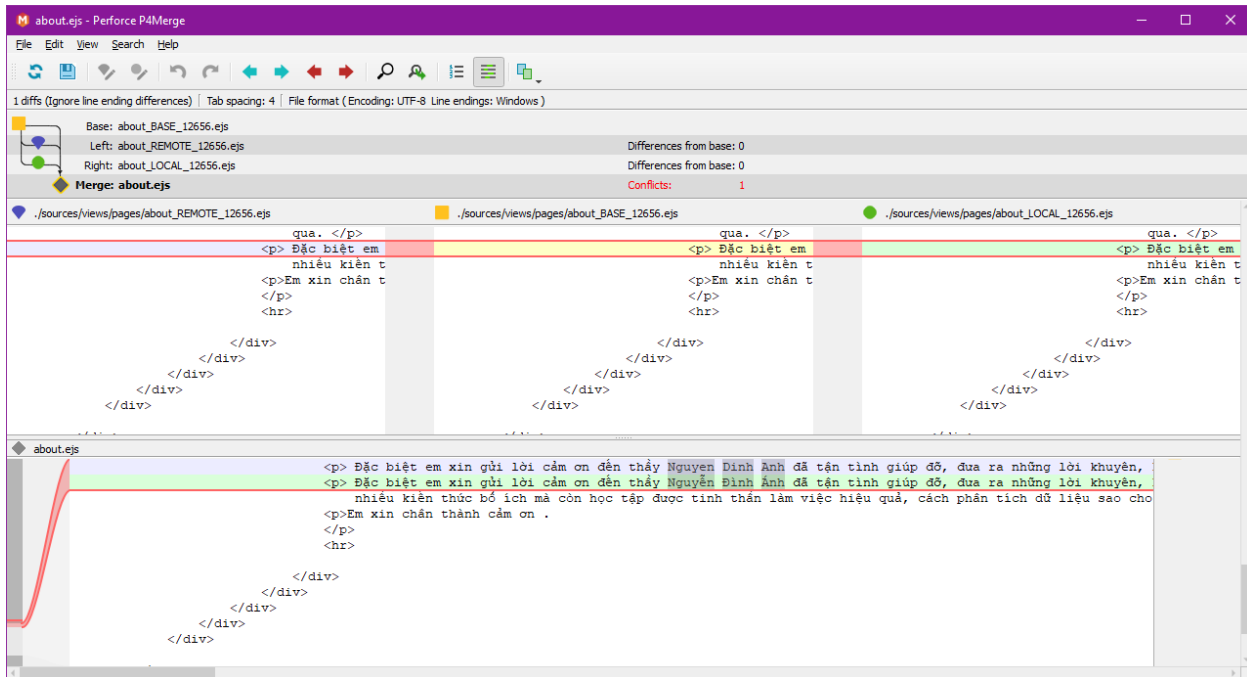 about.ejs - Perforce P4Merge
File Edit View Search Help
1 diffs (Ignore line ending differences) Tab spacing: 4 File format ( Encoding: UTF-8 Line endings: Windows )
Base: about_BASE_12656.ejs
Left: about_REMOTE_12656.ejs Differences from base: 0
Right: about_LOCAL_12656.ejs Differences from base: 0
Merge: about.ejs Conflicts: 1
./sources/views/pages/about_REMOTE_12656.ejs ./sources/views/pages/about_BASE_12656.ejs ./sources/views/pages/about_LOCAL_12656.ejs
qua. </p> qua. </p> qua. </p>
<p> Đặc biệt em <p> Đặc biệt em <p> Đặc biệt em
nhiều kiến t nhiều kiến t nhiều kiến t
<p>Em xin chân t <p>Em xin chân t <p>Em xin chân t
</p> </p> </p>
<hr> <hr> <hr>
</div> </div> </div>
</div> </div> </div>
</div> </div> </div>
</div> </div> </div>
</div> </div> </div>
about.ejs
<p> Đặc biệt em xin gửi lời cảm ơn đến thầy Nguyen Dinh Anh đã tận tình giúp đỡ, đưa ra những lời khuyên,
<p> Đặc biệt em xin gửi lời cảm ơn đến thầy Nguyễn Đình Ánh đã tận tình giúp đỡ, đưa ra những lời khuyên,
nhiều kiến thức bổ ích mà còn học tập được tinh thần làm việc hiệu quả, cách phân tích dữ liệu sao cho
<p>Em xin chân thành cảm ơn .
</p>
<hr>
</div>
</div>
</div>
</div>
</div>